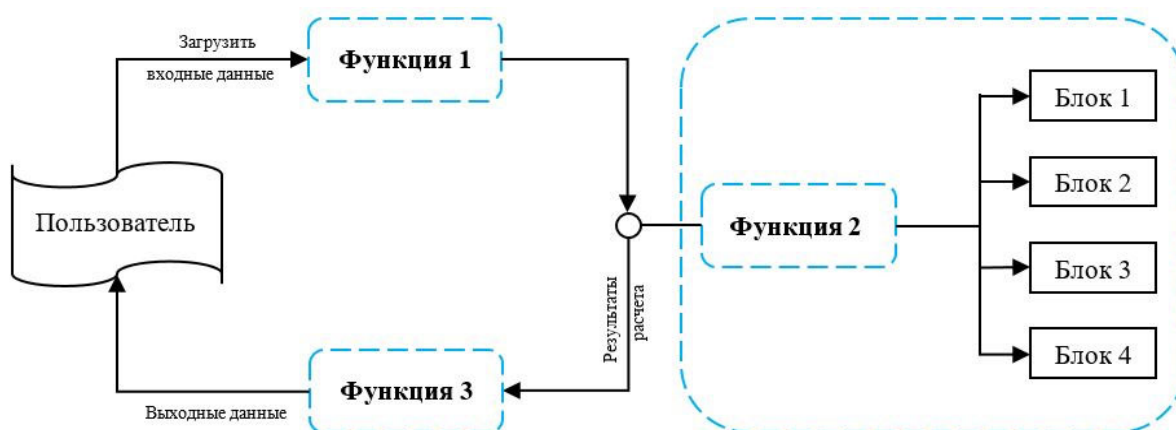 Загрузить
входные данные
Функция 1
Блок 1
Блок 2
Пользователь
Функция 2
Блок 3
Результаты
расчета
Блок 4
Функция 3
Выходные данные